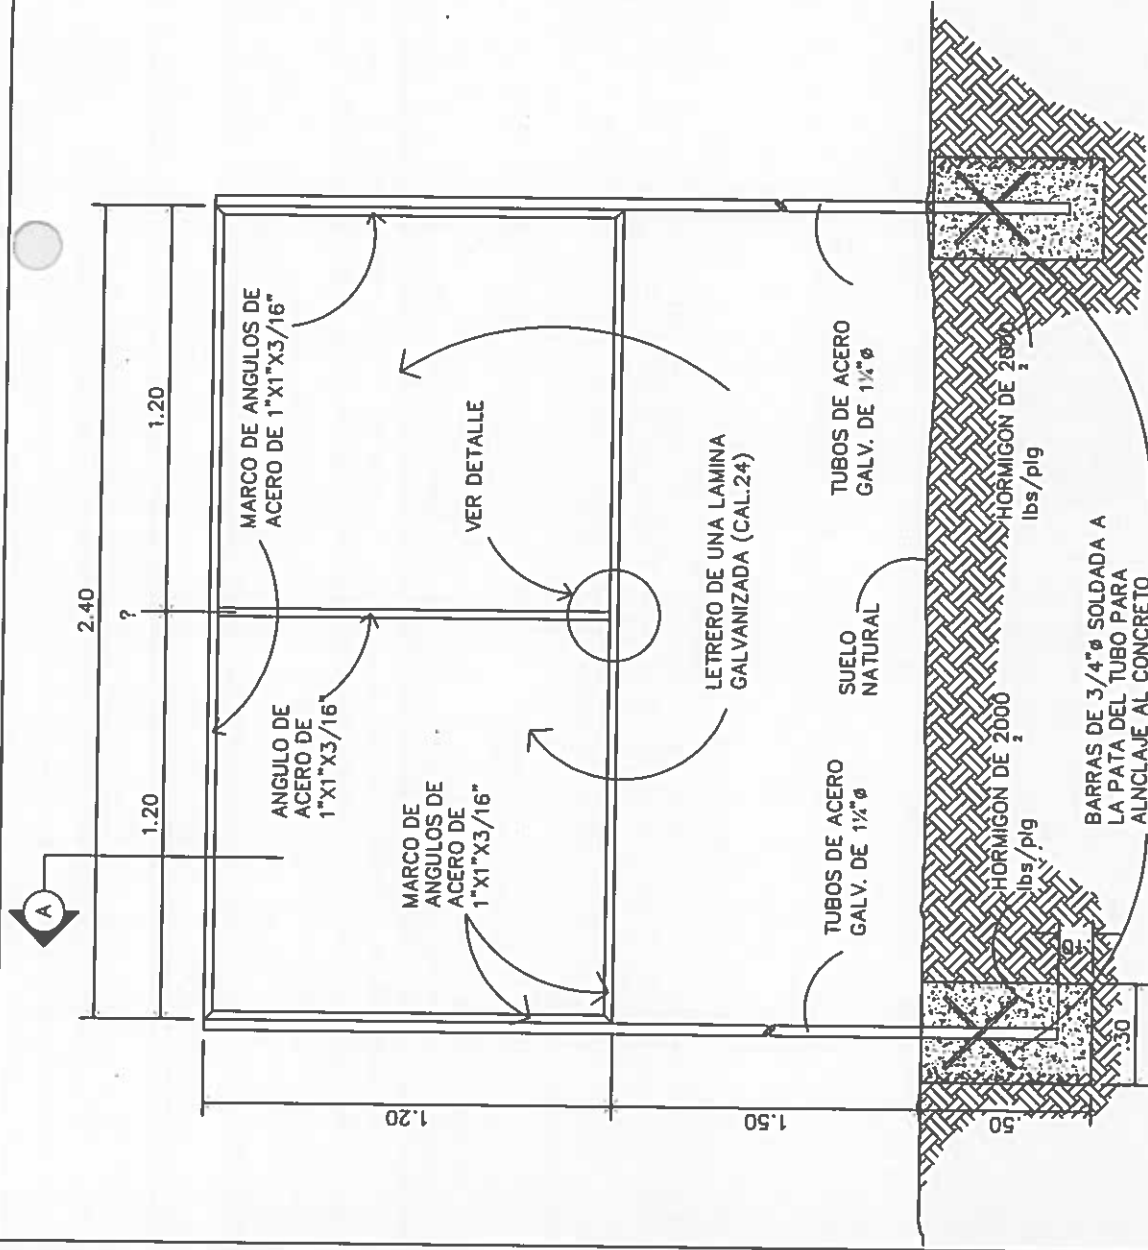 A
2.40
?
1.20
1.20
MARCO DE ANGULOS DE
ACERO DE 1"X1"X3/16"
ANGULO DE
ACERO DE
1"X1"X3/16"
MARCO DE
ANGULOS DE
ACERO DE
1"X1"X3/16"
VER DETALLE
LETRERO DE UNA LAMINA
GALVANIZADA (CAL.24)
TUBOS DE ACERO
GALV. DE 1¼"ø
SUELO
NATURAL
TUBOS DE ACERO
GALV. DE 1¼"ø
HORMIGON DE 2000
lbs/plg 2
HORMIGON DE 2500
lbs/plg 2
BARRAS DE 3/4"ø SOLDADA A
LA PATA DEL TUBO PARA
ALNCLAJE AL CONCRETO
1.20
1.50
.50
.10
.30